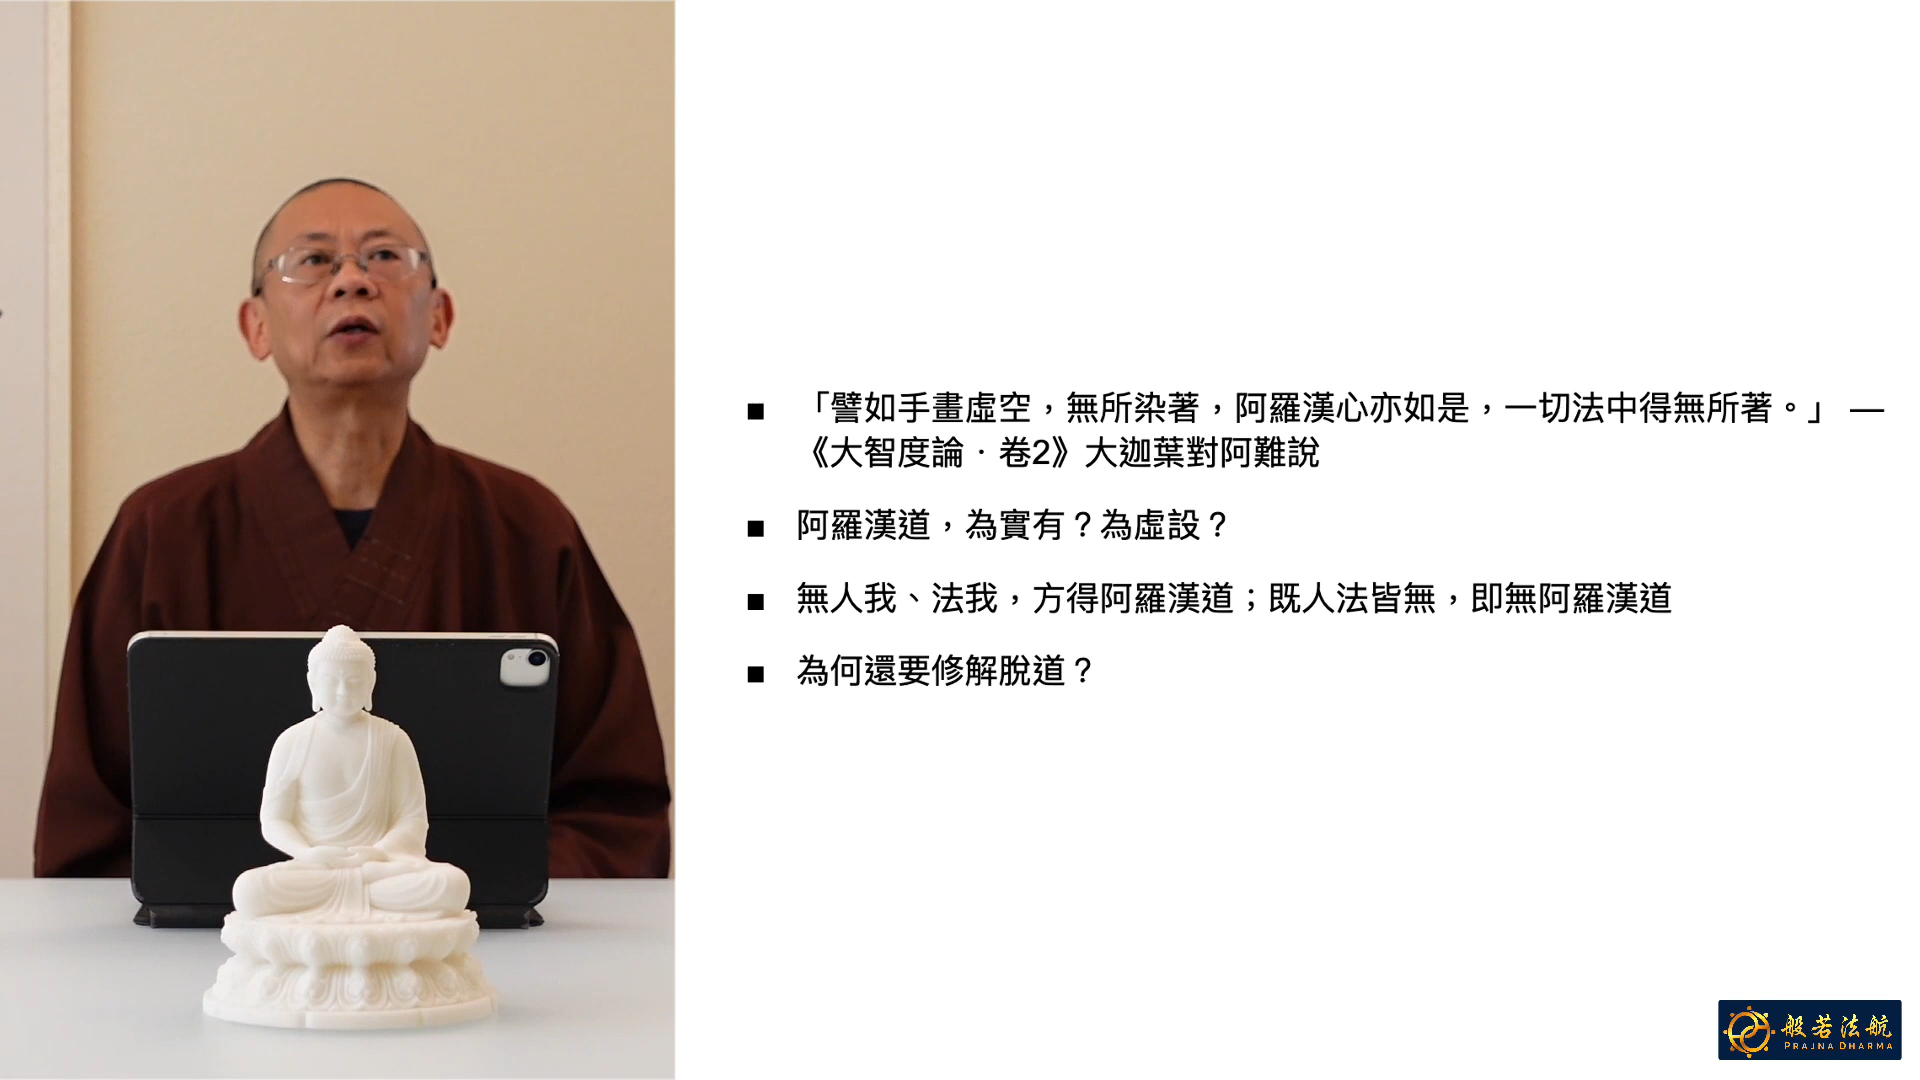 ■ 「譬如手畫虛空，無所染著，阿羅漢心亦如是，一切法中得無所著。」 —
《大智度論．卷2》大迦葉對阿難說
■ 阿羅漢道，為實有？為虛設？
■ 無人我、法我，方得阿羅漢道；既人法皆無，即無阿羅漢道
■ 為何還要修解脫道？
般若法航
PRAJNA DHARMA